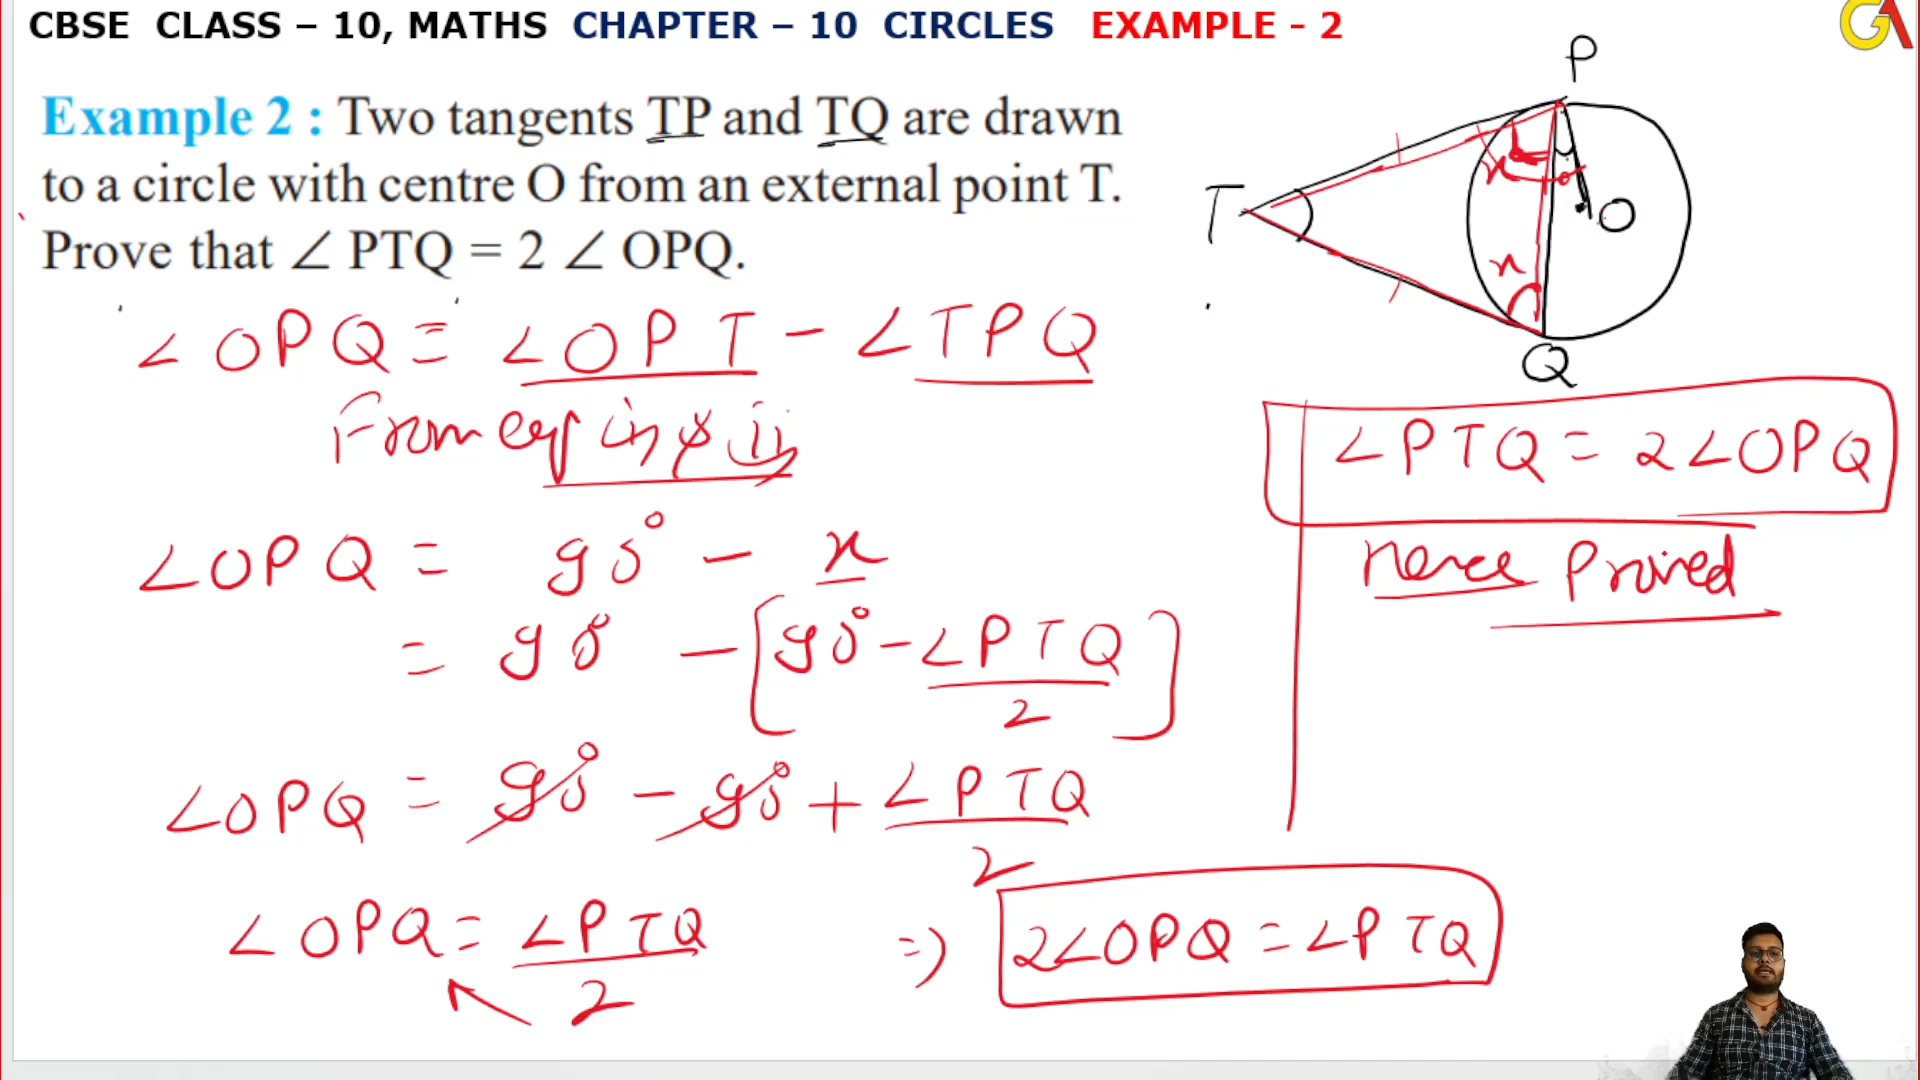 CBSE CLASS – 10, MATHS CHAPTER – 10 CIRCLES EXAMPLE - 2
GA
Example 2 : Two tangents TP and TQ are drawn
to a circle with centre O from an external point T.
Prove that ∠ PTQ = 2 ∠ OPQ.
P
T
x
O
x
Q
∠OPQ = ∠OPT - ∠TPQ
From eq i, & ii
∠OPQ = 90° - x
= 90° - [90° - ∠PTQ/2]
∠OPQ = 90° - 90° + ∠PTQ/2
∠OPQ = ∠PTQ/2 => 2∠OPQ = ∠PTQ
∠PTQ = 2∠OPQ
Hence Proved